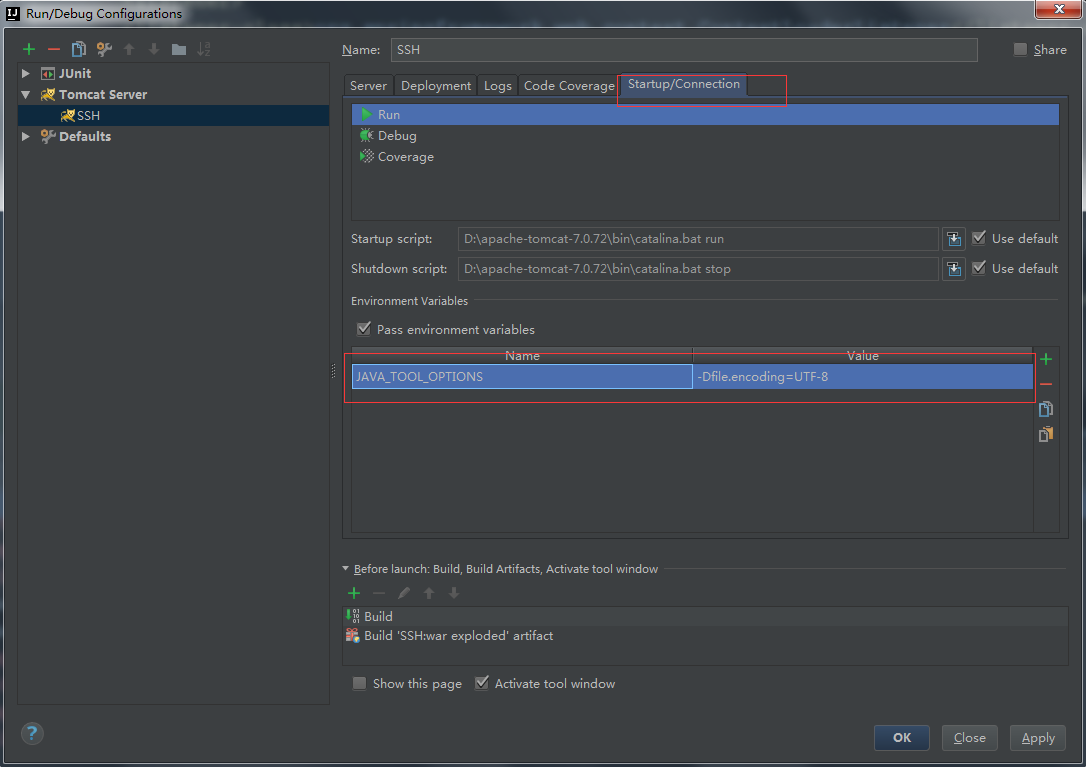 Run/Debug Configurations
Name: SSH Share
JUnit
Tomcat Server
SSH
Defaults
Server Deployment Logs Code Coverage Startup/Connection
Run
Debug
Coverage
Startup script: D:\apache-tomcat-7.0.72\bin\catalina.bat run Use default
Shutdown script: D:\apache-tomcat-7.0.72\bin\catalina.bat stop Use default
Environment Variables
Pass environment variables
Name Value
JAVA_TOOL_OPTIONS -Dfile.encoding=UTF-8
Before launch: Build, Build Artifacts, Activate tool window
Build
Build 'SSH:war exploded' artifact
Show this page Activate tool window
? OK Close Apply